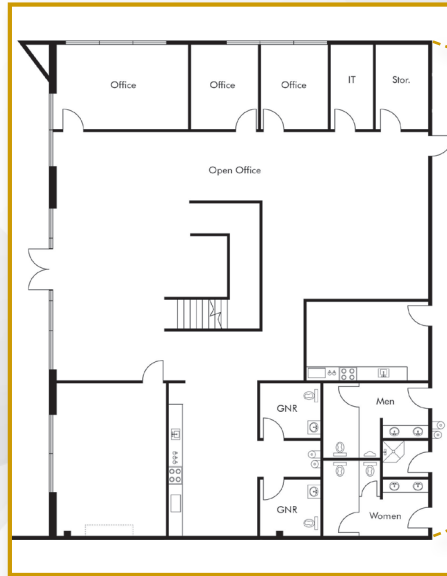 Office
Office
Office
IT
Stor.
Open Office
GNR
Men
GNR
Women